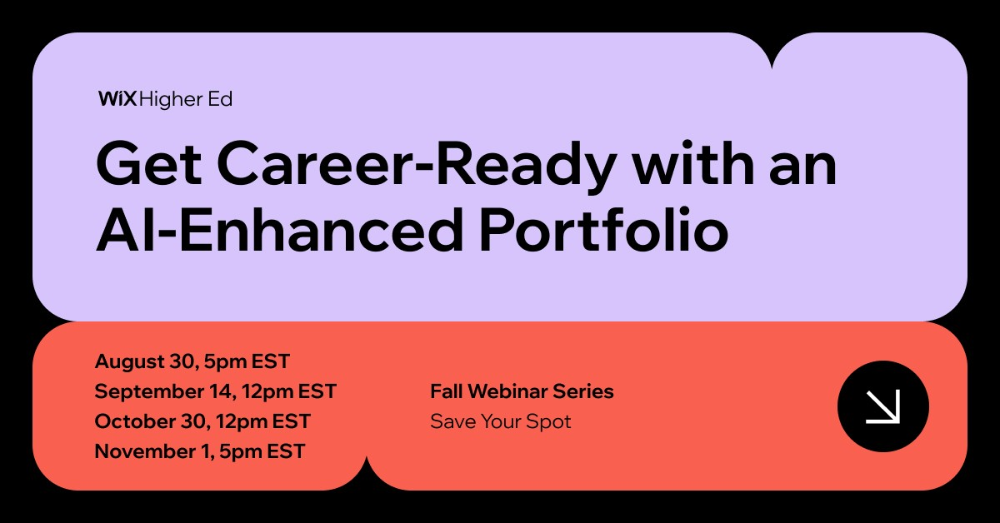 WiX Higher Ed
Get Career-Ready with an
AI-Enhanced Portfolio
August 30, 5pm EST
September 14, 12pm EST
October 30, 12pm EST
November 1, 5pm EST
Fall Webinar Series
Save Your Spot